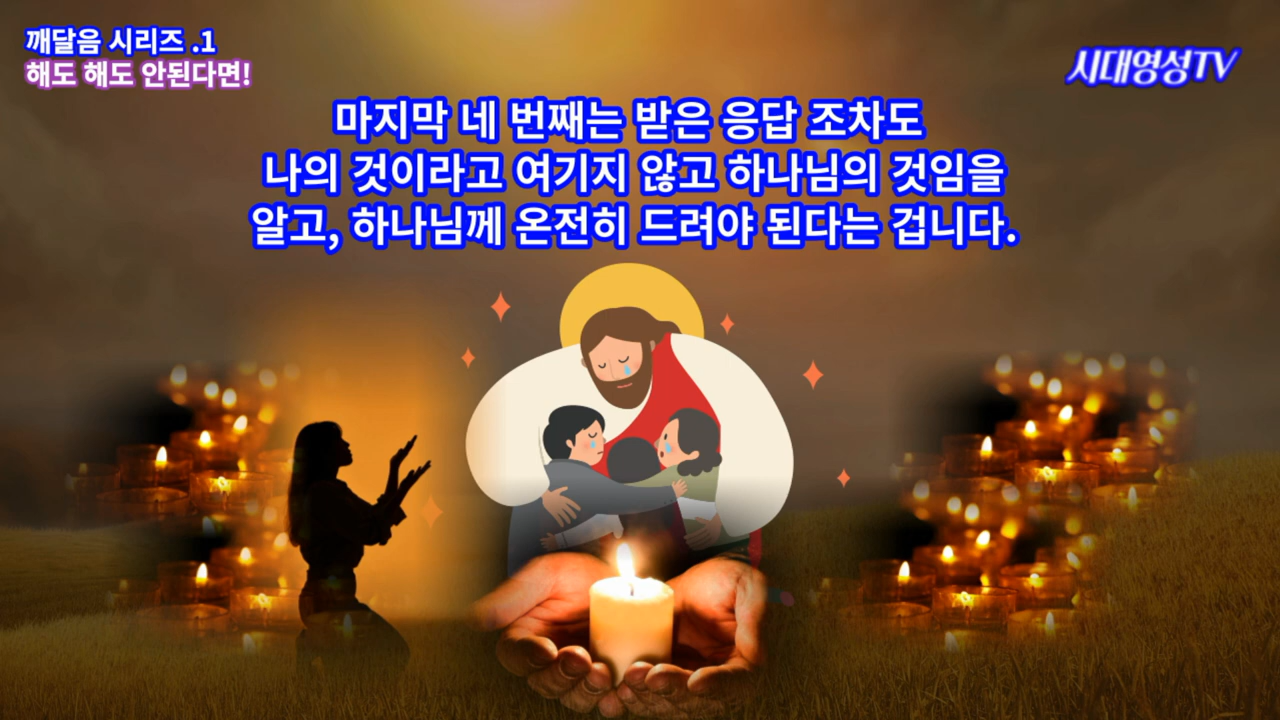 깨달음 시리즈 .1
해도 해도 안된다면!
시대영성TV
마지막 네 번째는 받은 응답 조차도
나의 것이라고 여기지 않고 하나님의 것임을
알고, 하나님께 온전히 드려야 된다는 겁니다.